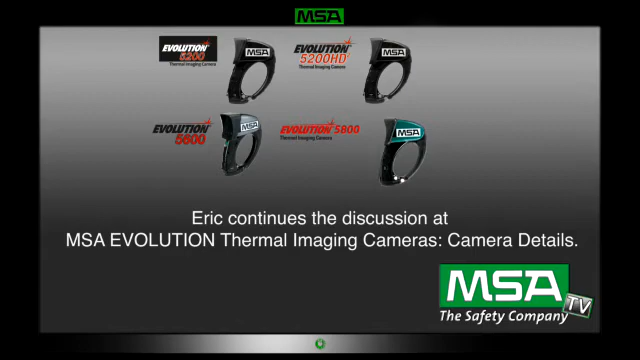 MSA
EVOLUTION
5200
Thermal Imaging Camera
MSA
EVOLUTION
5200HD
Thermal Imaging Camera
MSA
EVOLUTION
5600
MSA
EVOLUTION 5800
Thermal Imaging Camera
MSA
Eric continues the discussion at
MSA EVOLUTION Thermal Imaging Cameras: Camera Details.
MSA
TV
The Safety Company